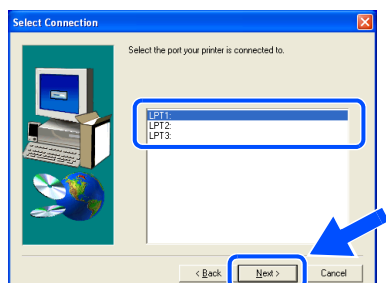 Select Connection
Select the port your printer is connected to.
LPT1:
LPT2:
LPT3:
< Back
Next >
Cancel